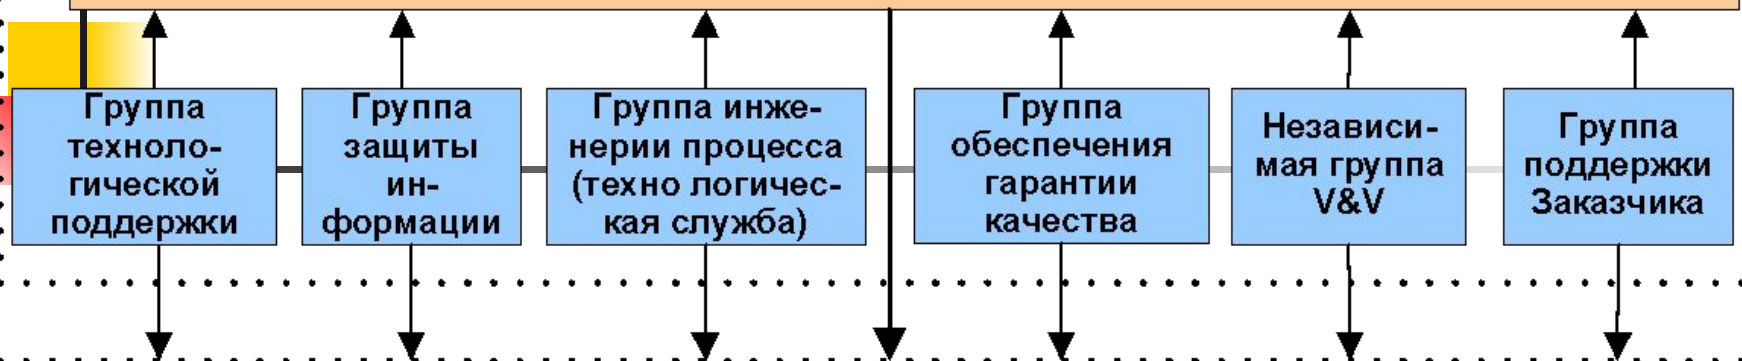 Группа
техноло-
гической
поддержки
Группа
защиты
ин-
формации
Группа инже-
нерии процесса
(техно логичес-
кая служба)
Группа
обеспечения
гарантии
качества
Независи-
мая группа
V&V
Группа
поддержки
Заказчика